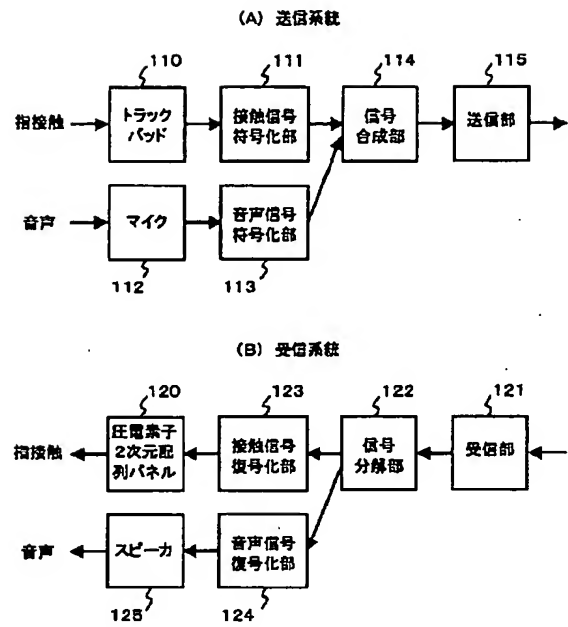 (A) 送信系統
110
111
114
115
指接触
トラック
パッド
接触信号
符号化部
信号
合成部
送信部
音声
マイク
音声信号
符号化部
112
113
(B) 受信系統
120
123
122
121
指接触
圧電素子
2次元配
列パネル
接触信号
復号化部
信号
分解部
受信部
音声
スピーカ
音声信号
復号化部
125
124